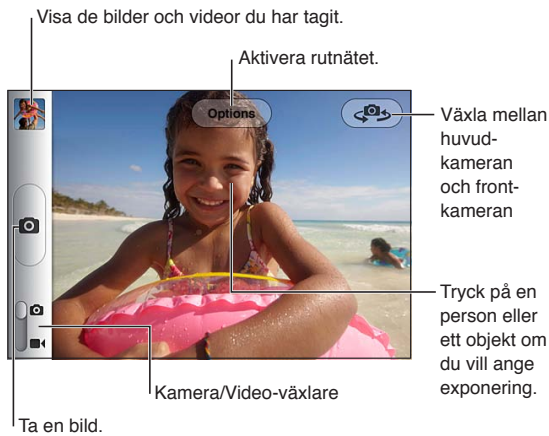 Visa de bilder och videor du har tagit.
Aktivera rutnätet.
Options
Växla mellan
huvud-
kameran
och front-
kameran
Tryck på en
person eller
ett objekt om
du vill ange
exponering.
Kamera/Video-växlare
Ta en bild.